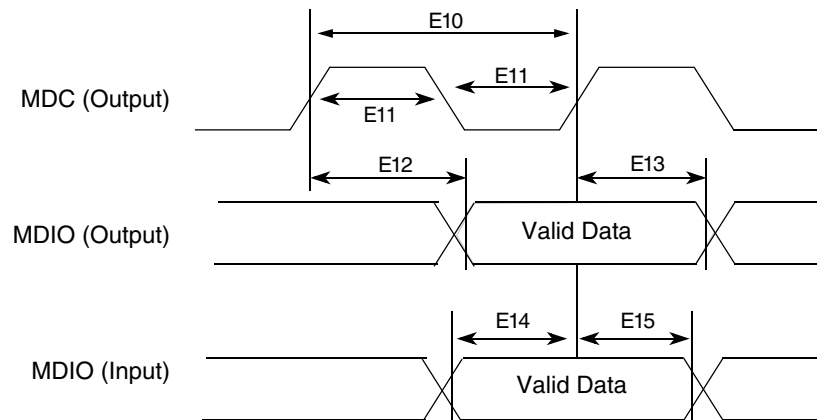 E10
MDC (Output)
E11
E11
E12
E13
MDIO (Output)
Valid Data
E14
E15
MDIO (Input)
Valid Data